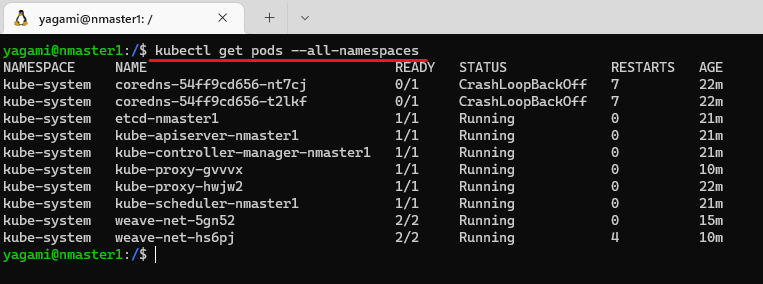 yagami@nmaster1: /
yagami@nmaster1:/$ kubectl get pods --all-namespaces
NAMESPACE NAME READY STATUS RESTARTS AGE
kube-system coredns-54ff9cd656-nt7cj 0/1 CrashLoopBackOff 7 22m
kube-system coredns-54ff9cd656-t2lkf 0/1 CrashLoopBackOff 7 22m
kube-system etcd-nmaster1 1/1 Running 0 21m
kube-system kube-apiserver-nmaster1 1/1 Running 0 21m
kube-system kube-controller-manager-nmaster1 1/1 Running 0 21m
kube-system kube-proxy-gvvvx 1/1 Running 0 10m
kube-system kube-proxy-hwjw2 1/1 Running 0 22m
kube-system kube-scheduler-nmaster1 1/1 Running 0 21m
kube-system weave-net-5gn52 2/2 Running 0 15m
kube-system weave-net-hs6pj 2/2 Running 4 10m
yagami@nmaster1:/$